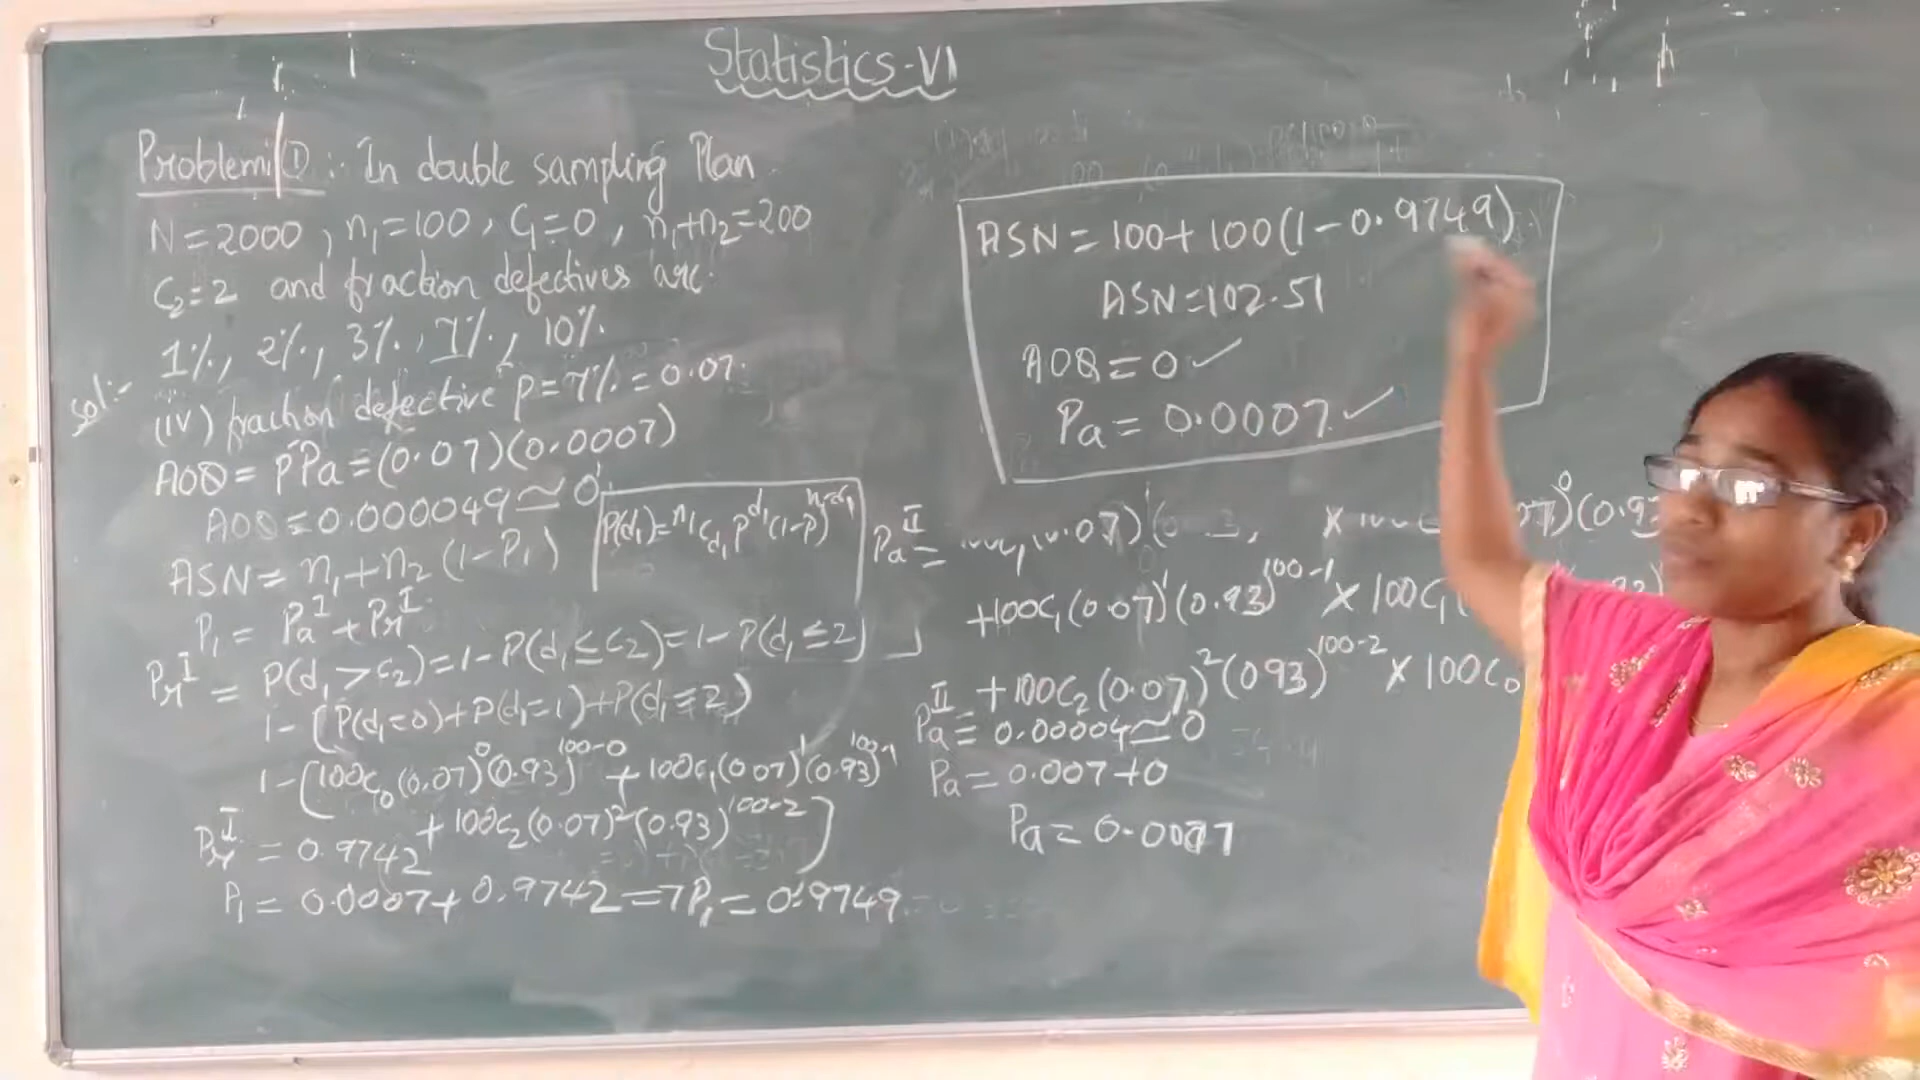 Statistics-VI
Problem ① :- In double sampling Plan
N=2000, n₁=100, C₁=0, n₁+n₂=200
C₂=2 and fraction defectives are
1%, 2%, 3%, 7%, 10%.
Sol:- (IV) fraction defective p=7%=0.07.
AOQ = pPa=(0.07)(0.0007)
AOQ = 0.000049≃0
ASN= n₁+n₂ (1-P₁)
P₁ = Pa^I + Pr^I
Pr^I = P(d₁>c₂)=1-P(d₁≤c₂)=1-P(d₁≤2)
1-[P(d₁=0)+P(d₁=1)+P(d₁=2)
1-[100C₀(0.07)⁰(0.93)^100-0+100C₁(0.07)¹(0.93)^100-1
+100C₂(0.07)²(0.93)^100-2]
Pr^I = 0.9742
P₁ = 0.0007+0.9742 => P₁=0.9749
P(d₁)=n₁C_d₁ p^d₁ (1-p)^n₁-d₁
ASN=100+100(1-0.9749)
ASN=102.51
AOQ = 0 ✓
Pa = 0.0007 ✓
Pa^II =
+100C₁(0.07)¹(0.93)^100-1 × 100C₁
+100C₂(0.07)²(093)^100-2 × 100C₀
Pa^II = 0.00004≃0
Pa = 0.007+0
Pa = 0.0007